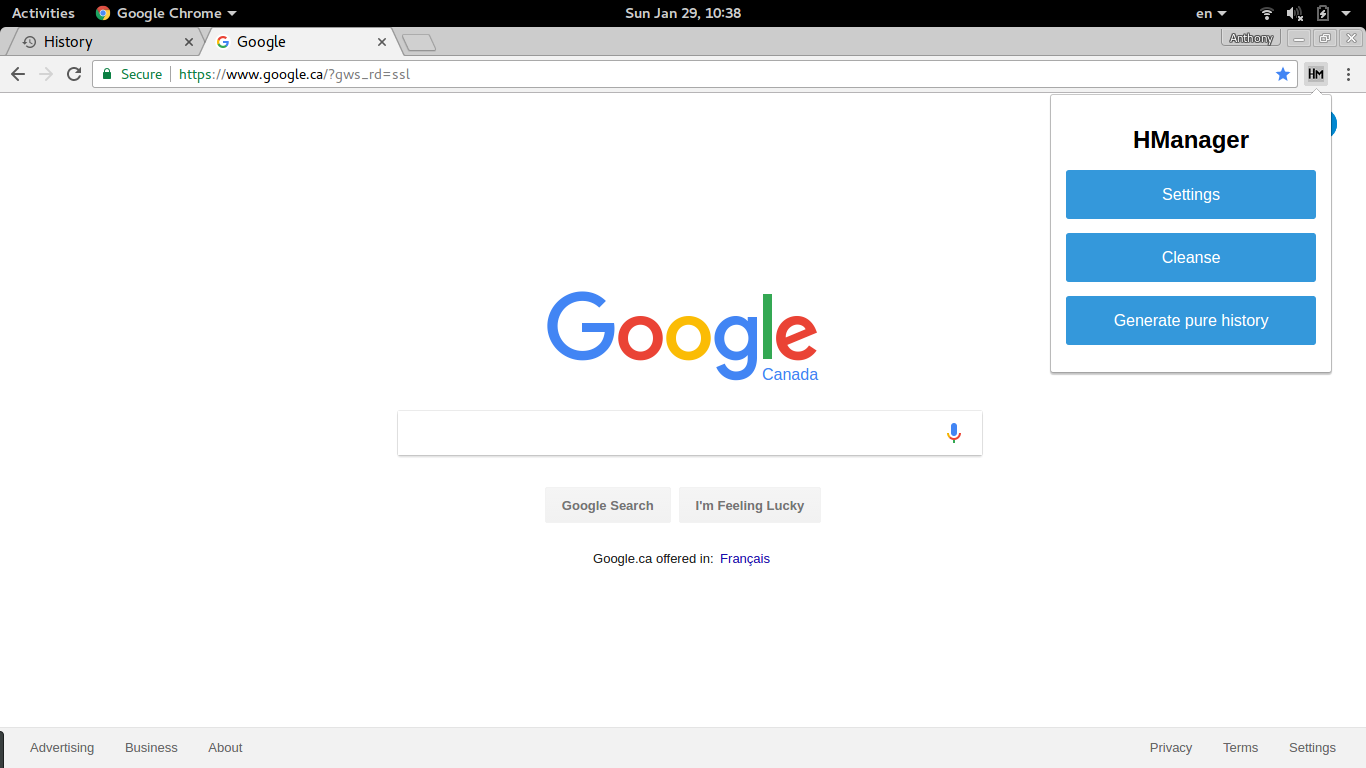 Activities Google Chrome Sun Jan 29, 10:38 en
History Google Anthony
Secure https://www.google.ca/?gws_rd=ssl HM
HManager
Settings
Cleanse
Generate pure history
Google
Canada
Google Search I'm Feeling Lucky
Google.ca offered in: Français
Advertising Business About Privacy Terms Settings